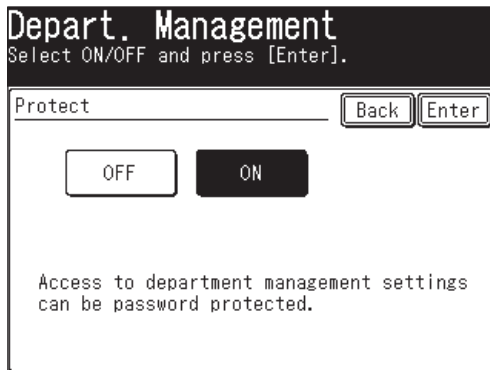 Depart. Management
Select ON/OFF and press [Enter].
Protect
Back
Enter
OFF
ON
Access to department management settings
can be password protected.